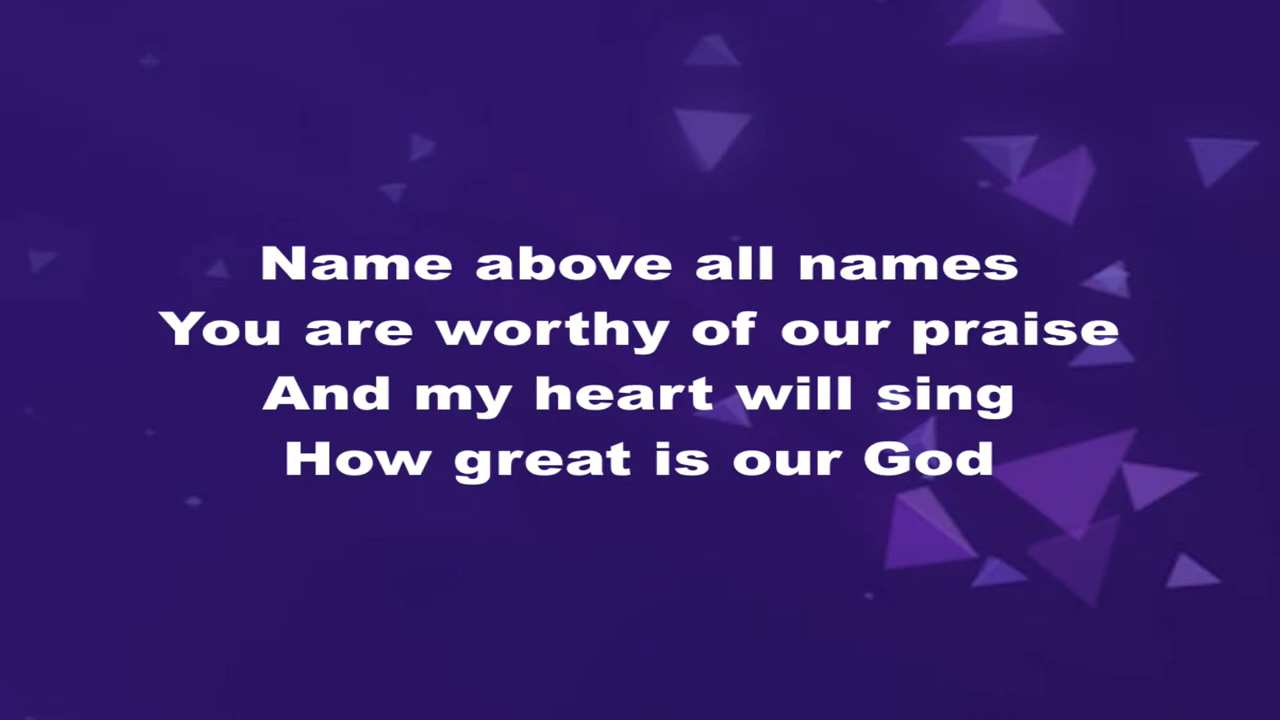 Name above all names
You are worthy of our praise
And my heart will sing
How great is our God